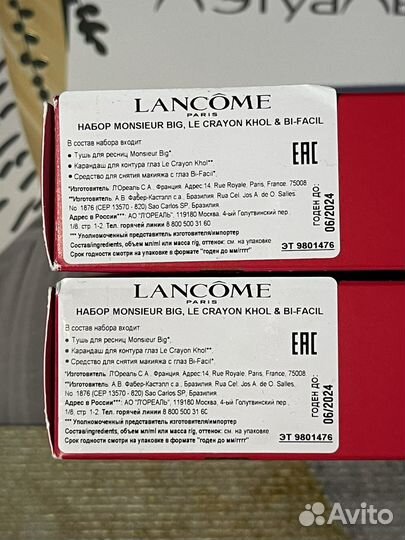 LANCÔME
PARIS
НАБОР MONSIEUR BIG, LE CRAYON KHOL & BI-FACIL
В состав набора входит
• Тушь для ресниц Monsieur Big*.
• Карандаш для контура глаз Le Crayon Khol**.
• Средство для снятия макияжа с глаз Bi-Facil*.
*Изготовитель: Л'Ореаль С.А., Франция, Адрес:14, Rue Royale, Paris, France, 75008
**Изготовитель: А.В. Фабер-Кастэлл с.а., Бразилия, Rua Cel. Jos A. de O. Salles,
No. 1876 (CEP 13570 - 820) Sao Carlos SP, Бразилия.
Адрес в России***: АО "Л'ОРЕАЛЬ", 119180 Москва, 4-ый Голутвинский пер.,
1/8, стр. 1-2. Тел. горячей линии 8 800 500 31 60
*** Уполномоченный представитель изготовителя/импортер
Состав/ingredients, объем мл/ml или масса г/g, оттенок: см. на упаковке
Срок годности смотри на упаковке в формате "годен до мм/гггг"
EAC
ГОДЕН ДО:
06/2024
ЭТ 9801476
LANCÔME
PARIS
НАБОР MONSIEUR BIG, LE CRAYON KHOL & BI-FACIL
В состав набора входит
• Тушь для ресниц Monsieur Big*.
• Карандаш для контура глаз Le Crayon Khol**.
• Средство для снятия макияжа с глаз Bi-Facil*.
*Изготовитель: Л'Ореаль С.А., Франция, Адрес:14, Rue Royale, Paris, France, 75008
**Изготовитель: А.В. Фабер-Кастэлл с.а., Бразилия, Rua Cel. Jos A. de O. Salles,
No. 1876 (CEP 13570 - 820) Sao Carlos SP, Бразилия.
Адрес в России***: АО "Л'ОРЕАЛЬ", 119180 Москва, 4-ый Голутвинский пер.,
1/8, стр. 1-2. Тел. горячей линии 8 800 500 31 60
*** Уполномоченный представитель изготовителя/импортер
Состав/ingredients, объем мл/ml или масса г/g, оттенок: см. на упаковке
Срок годности смотри на упаковке в формате "годен до мм/гггг"
EAC
ГОДЕН ДО:
06/2024
ЭТ 9801476
Avito